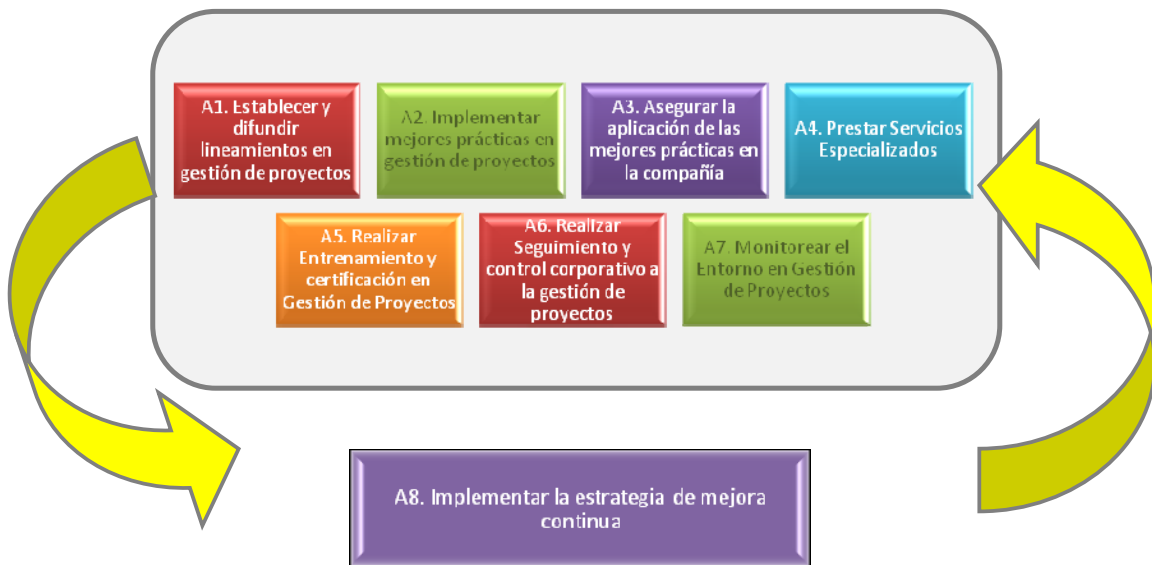 A1. Establecer y
difundir
lineamientos en
gestión de proyectos
A2. Implementar
mejores prácticas en
gestión de proyectos
A3. Asegurar la
aplicación de las
mejores prácticas en
la compañía
A4. Prestar Servicios
Especializados
A5. Realizar
Entrenamiento y
certificación en
Gestión de Proyectos
A6. Realizar
Seguimiento y
control corporativo a
la gestión de
proyectos
A7. Monitorear el
Entorno en Gestión
de Proyectos
A8. Implementar la estrategia de mejora
continua